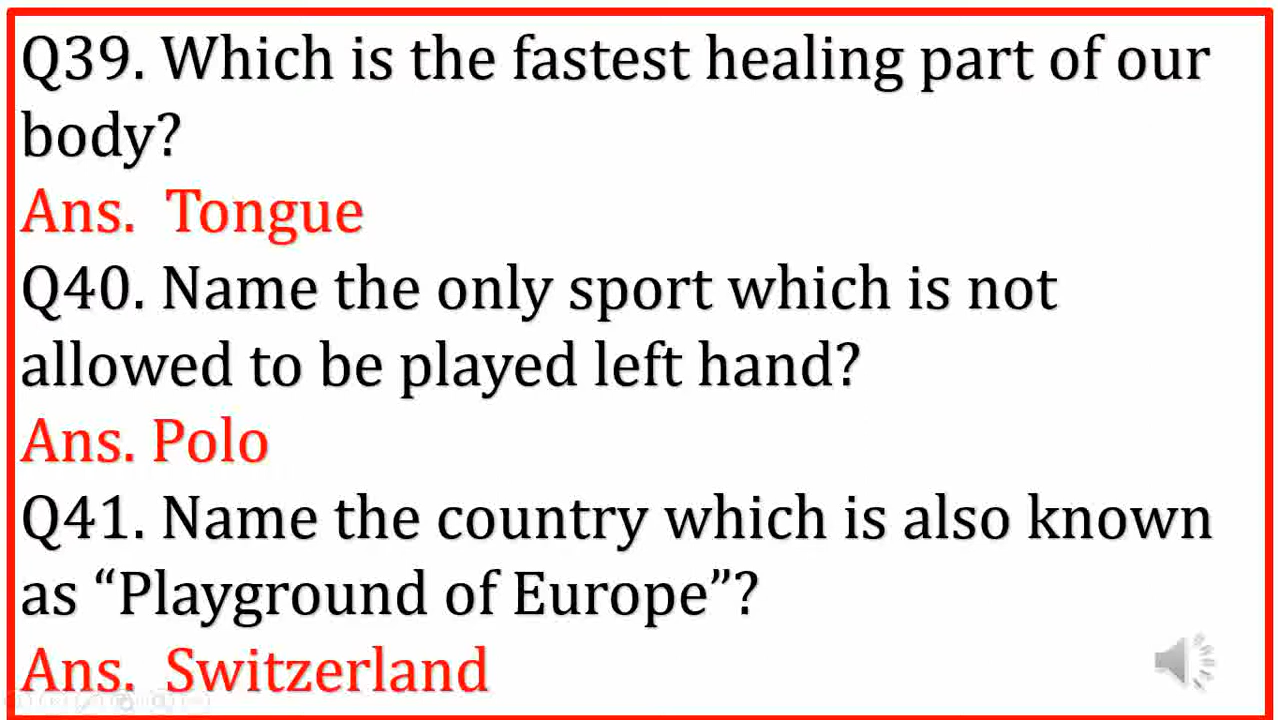 Q39. Which is the fastest healing part of our
body?
Ans.  Tongue
Q40. Name the only sport which is not
allowed to be played left hand?
Ans. Polo
Q41. Name the country which is also known
as “Playground of Europe”?
Ans.  Switzerland